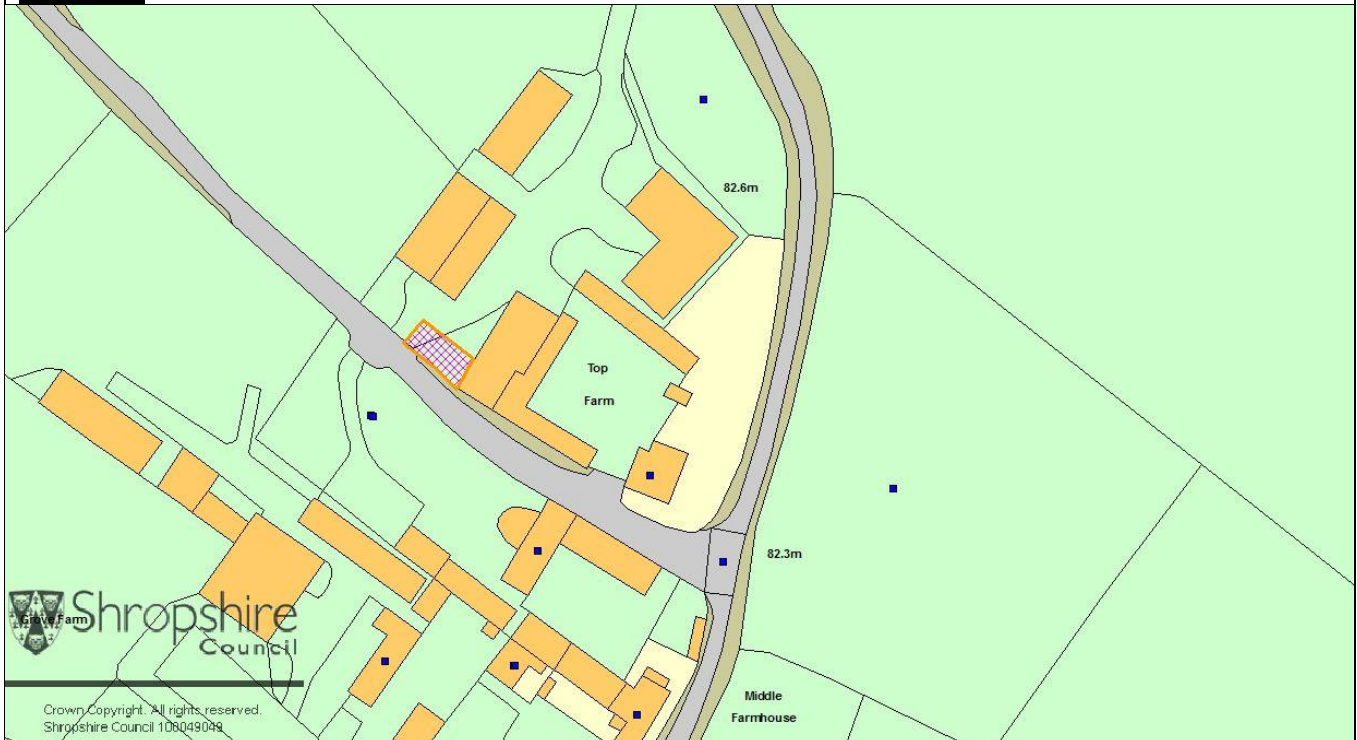 82.6m
Top
Farm
82.3m
Grove Farm
Shropshire
Council
Middle
Farmhouse
Crown Copyright. All rights reserved.
Shropshire Council 100049049